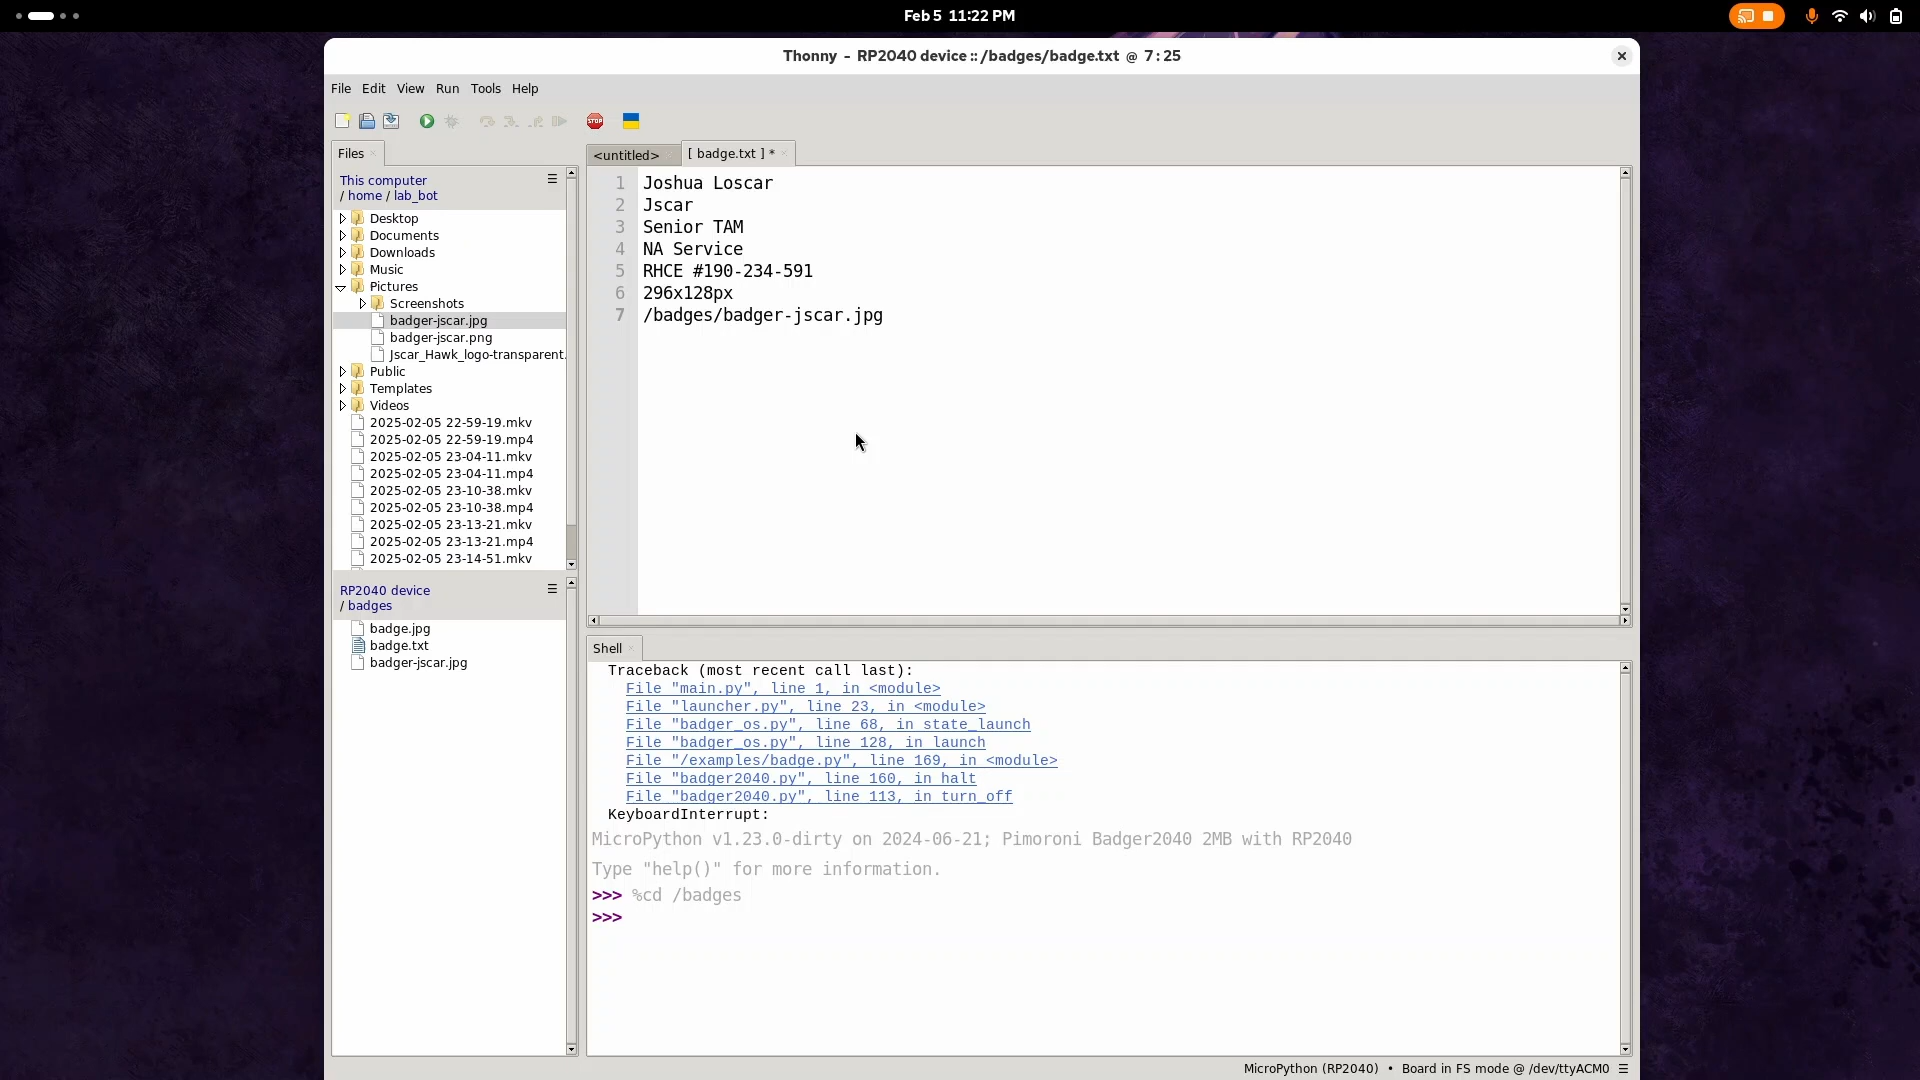 Feb 5 11:22 PM
Thonny - RP2040 device :: /badges/badge.txt @ 7 : 25
File Edit View Run Tools Help
STOP
Files
This computer
/ home / lab_bot
Desktop
Documents
Downloads
Music
Pictures
Screenshots
badger-jscar.jpg
badger-jscar.png
Jscar_Hawk_logo-transparent.
Public
Templates
Videos
2025-02-05 22-59-19.mkv
2025-02-05 22-59-19.mp4
2025-02-05 23-04-11.mkv
2025-02-05 23-04-11.mp4
2025-02-05 23-10-38.mkv
2025-02-05 23-10-38.mp4
2025-02-05 23-13-21.mkv
2025-02-05 23-13-21.mp4
2025-02-05 23-14-51.mkv
RP2040 device
/ badges
badge.jpg
badge.txt
badger-jscar.jpg
<untitled> [ badge.txt ] *
1 Joshua Loscar
2 Jscar
3 Senior TAM
4 NA Service
5 RHCE #190-234-591
6 296x128px
7 /badges/badger-jscar.jpg
Shell
Traceback (most recent call last):
File "main.py", line 1, in <module>
File "launcher.py", line 23, in <module>
File "badger_os.py", line 68, in state_launch
File "badger_os.py", line 128, in launch
File "/examples/badge.py", line 169, in <module>
File "badger2040.py", line 160, in halt
File "badger2040.py", line 113, in turn_off
KeyboardInterrupt:
MicroPython v1.23.0-dirty on 2024-06-21; Pimoroni Badger2040 2MB with RP2040
Type "help()" for more information.
>>> %cd /badges
>>>
MicroPython (RP2040) • Board in FS mode @ /dev/ttyACM0